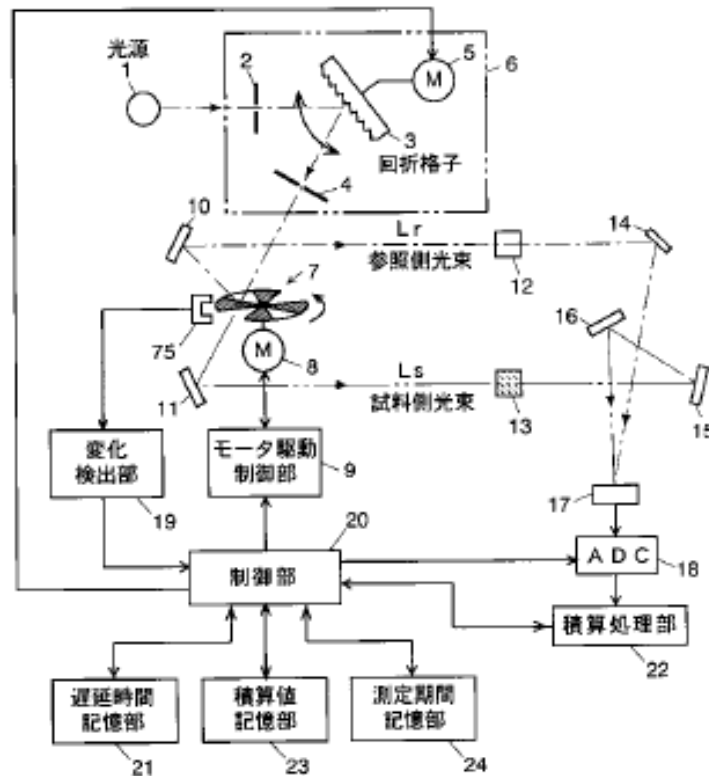 光源
1
2
M
5
6
3
回折格子
4
10
Lr
参照側光束
12
14
7
75
M
8
16
11
Ls
試料側光束
13
15
変化
検出部
19
モータ駆動
制御部
9
17
20
制御部
ADC
18
積算処理部
22
遅延時間
記憶部
21
積算値
記憶部
23
測定期間
記憶部
24